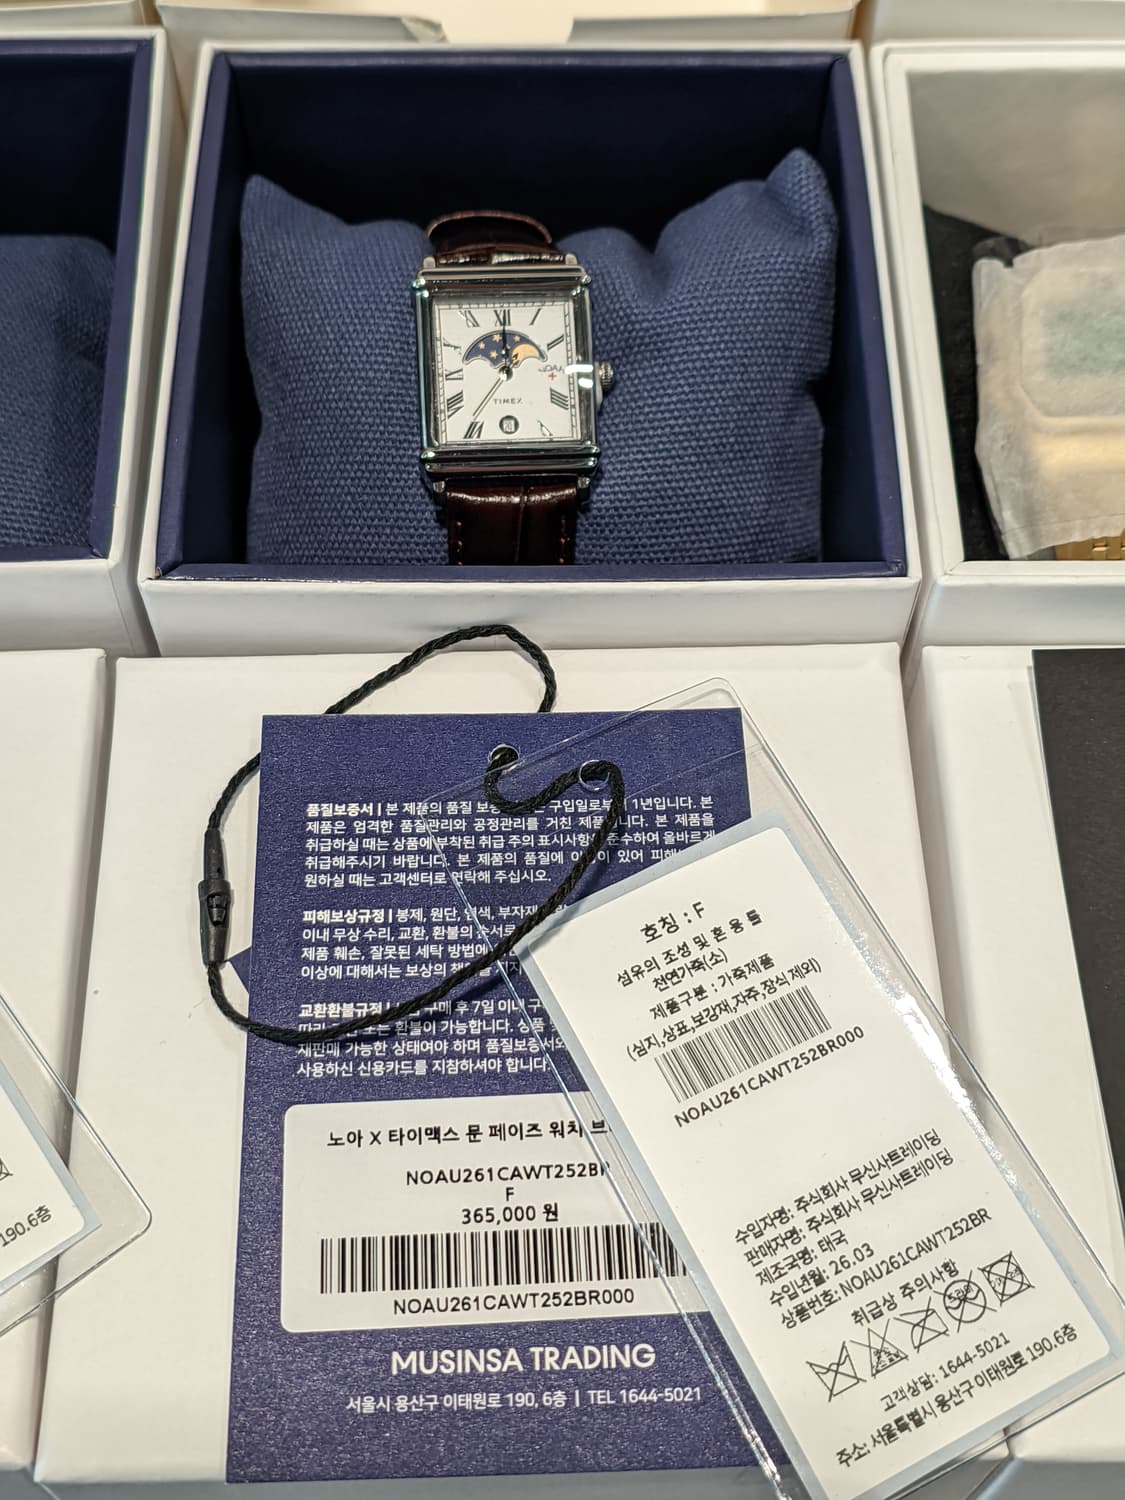 XII
NOAH
TIMEX
품질보증서 | 본 제품의 품질 구입일로 1년입니다. 본
제품은 엄격한 품질관리와 공정관리를 거친 제품 본 제품을
취급하실 때는 상품에 부착된 취급 주의 표시사항 준수하여 올바르게
취급해주시기 바랍니다. 본 제품의 품질에 있어
원하실 때는 고객센터로 연락해 주십시오.
피해보상규정 | 봉제, 원단, 염색, 부자재
이내 무상 수리, 교환, 환불의 순서로
제품 훼손, 잘못된 세탁 방법에
이상에 대해서는 보상의 책임을
교환환불규정 | 구매 후 7일 이내
또는 환불이 가능합니다. 상품
재판매 가능한 상태여야 하며 품질보증서와
사용하신 신용카드를 지참하셔야 합니다.
노아 X 타이맥스 문 페이즈 워치
NOAU261CAWT252BR
F
365,000 원
NOAU261CAWT252BR000
MUSINSA TRADING
서울시 용산구 이태원로 190, 6층 | TEL 1644-5021
호칭 : F
섬유의 조성 및 혼 용 률
천연가죽(소)
제품구분 : 가죽제품
(심지,상표,보강재,자주,장식 제외)
NOAU261CAWT252BR000
수입자명: 주식회사 무신사트레이딩
판매자명: 주식회사 무신사트레이딩
제조국명: 태국
수입년월: 26.03
상품번호: NOAU261CAWT252BR
취급상 주의사항
고객상담: 1644-5021
주소: 서울특별시 용산구 이태원로 190.6층
190.6층